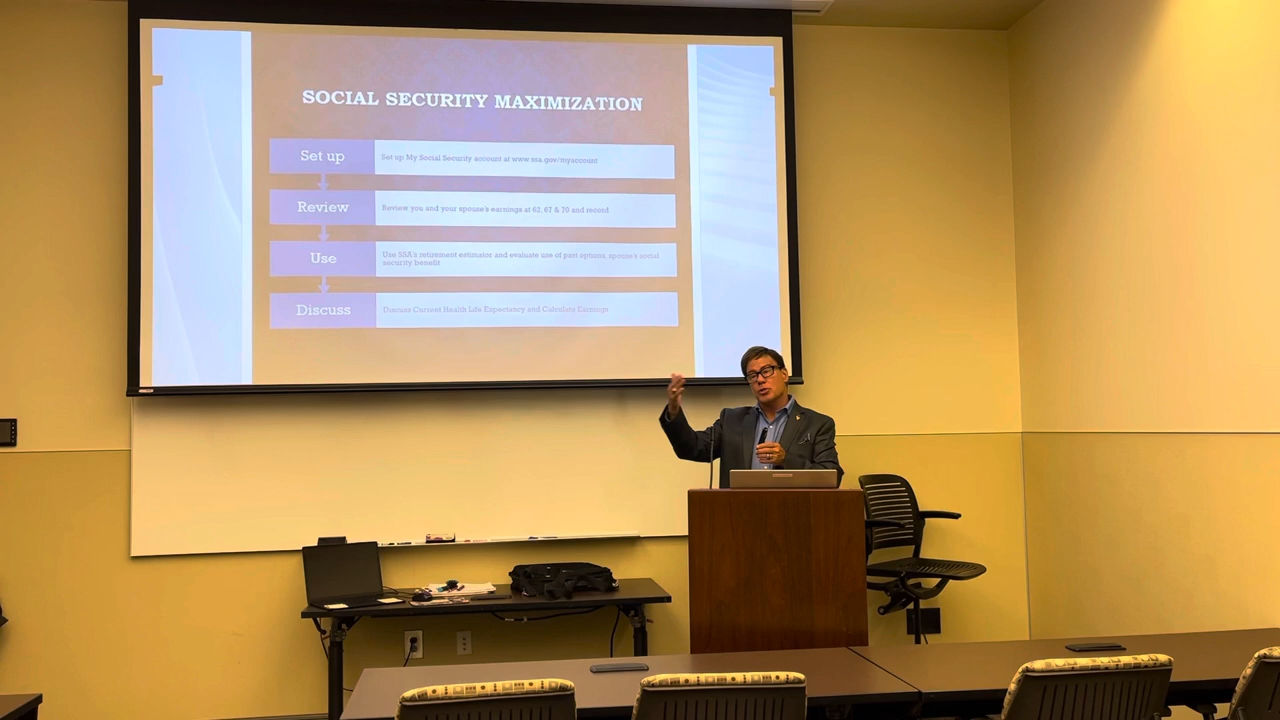 SOCIAL SECURITY MAXIMIZATION
Set up
Set up My Social Security account at www.ssa.gov/myaccount
Review
Review you and your spouse's earnings at 62, 67 & 70 and record
Use
Use SSA's retirement estimator and evaluate use of past options, spouse's social
security benefit
Discuss
Discuss Current Health Life Expectancy and Calculate Earnings